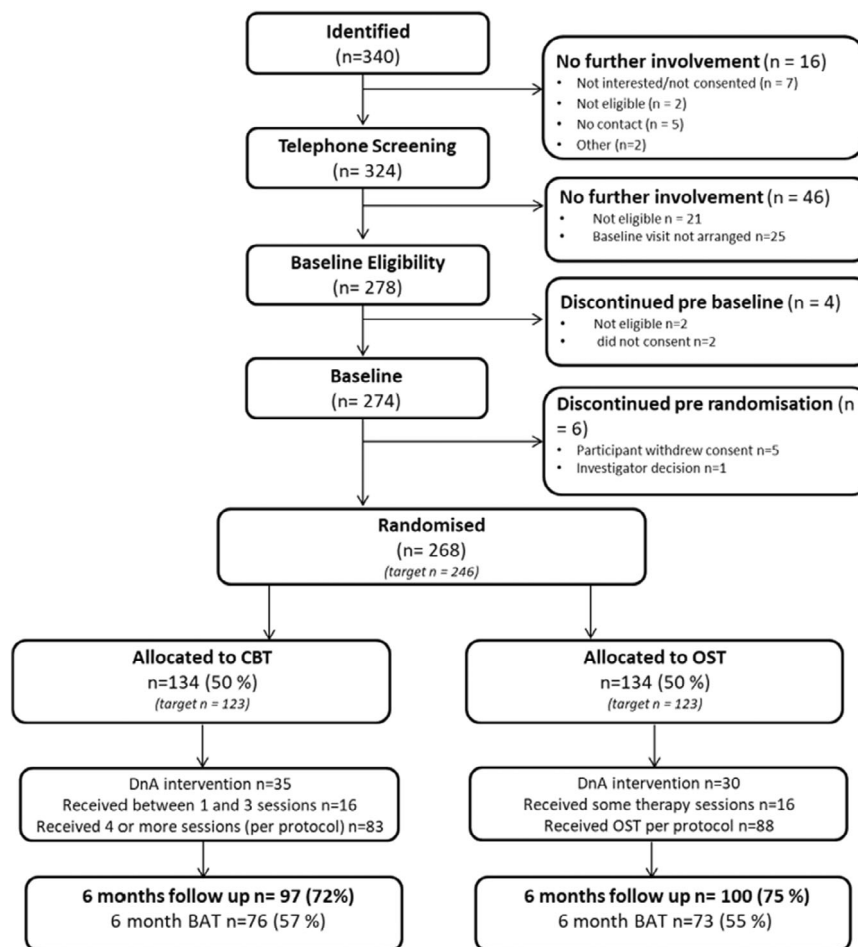 Identified
(n=340)
No further involvement (n = 16)
• Not interested/not consented (n = 7)
• Not eligible (n = 2)
• No contact (n = 5)
• Other (n=2)
Telephone Screening
(n= 324)
No further involvement (n = 46)
• Not eligible n = 21
• Baseline visit not arranged n=25
Baseline Eligibility
(n= 278)
Discontinued pre baseline (n = 4)
• Not eligible n=2
• did not consent n=2
Baseline
(n= 274)
Discontinued pre randomisation (n
= 6)
• Participant withdrew consent n=5
• Investigator decision n=1
Randomised
(n= 268)
(target n = 246)
Allocated to CBT
n=134 (50 %)
(target n = 123)
Allocated to OST
n=134 (50 %)
(target n = 123)
DnA intervention n=35
Received between 1 and 3 sessions n=16
Received 4 or more sessions (per protocol) n=83
DnA intervention n=30
Received some therapy sessions n=16
Received OST per protocol n=88
6 months follow up n= 97 (72%)
6 month BAT n=76 (57 %)
6 months follow up n= 100 (75 %)
6 month BAT n=73 (55 %)